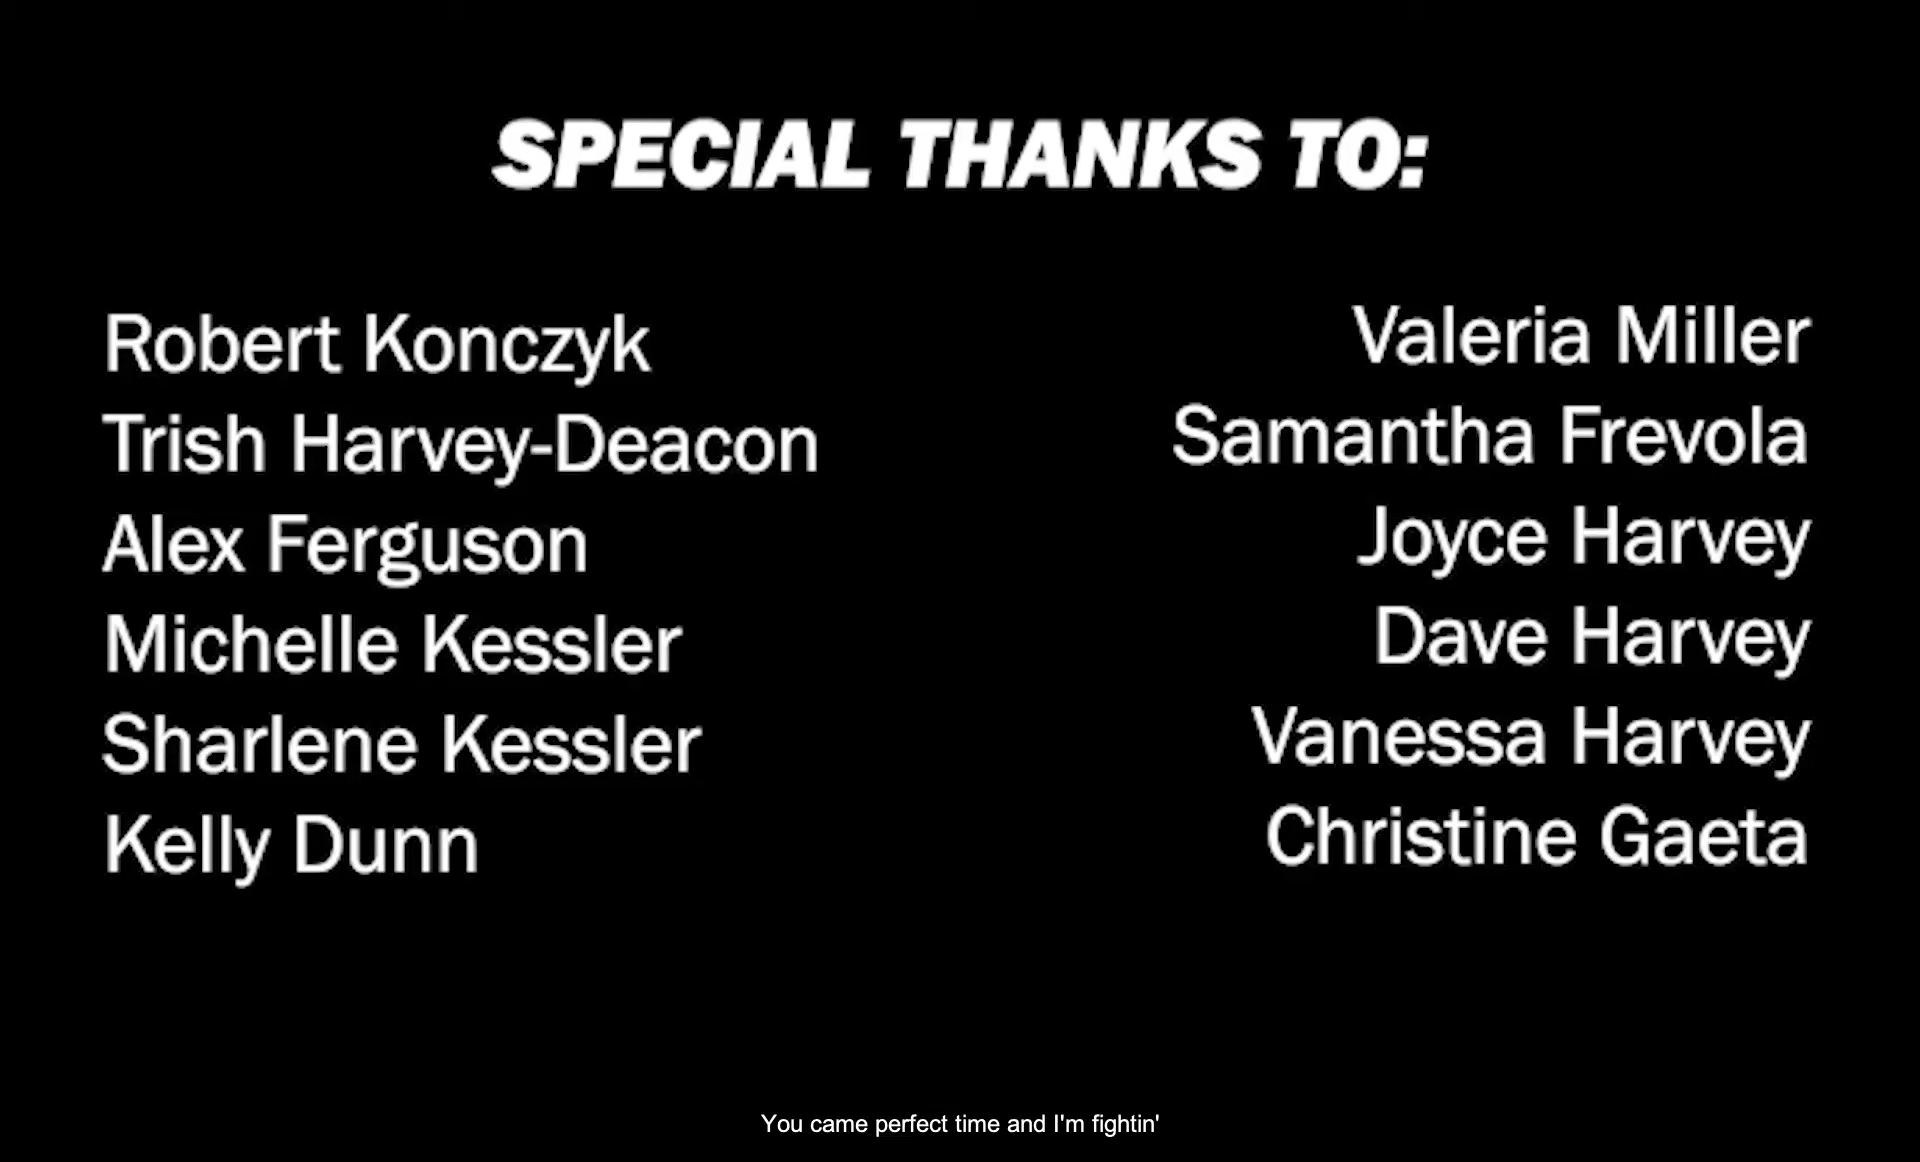 SPECIAL THANKS TO:
Robert Konczyk
Trish Harvey-Deacon
Alex Ferguson
Michelle Kessler
Sharlene Kessler
Kelly Dunn
Valeria Miller
Samantha Frevola
Joyce Harvey
Dave Harvey
Vanessa Harvey
Christine Gaeta
You came perfect time and I'm fightin'